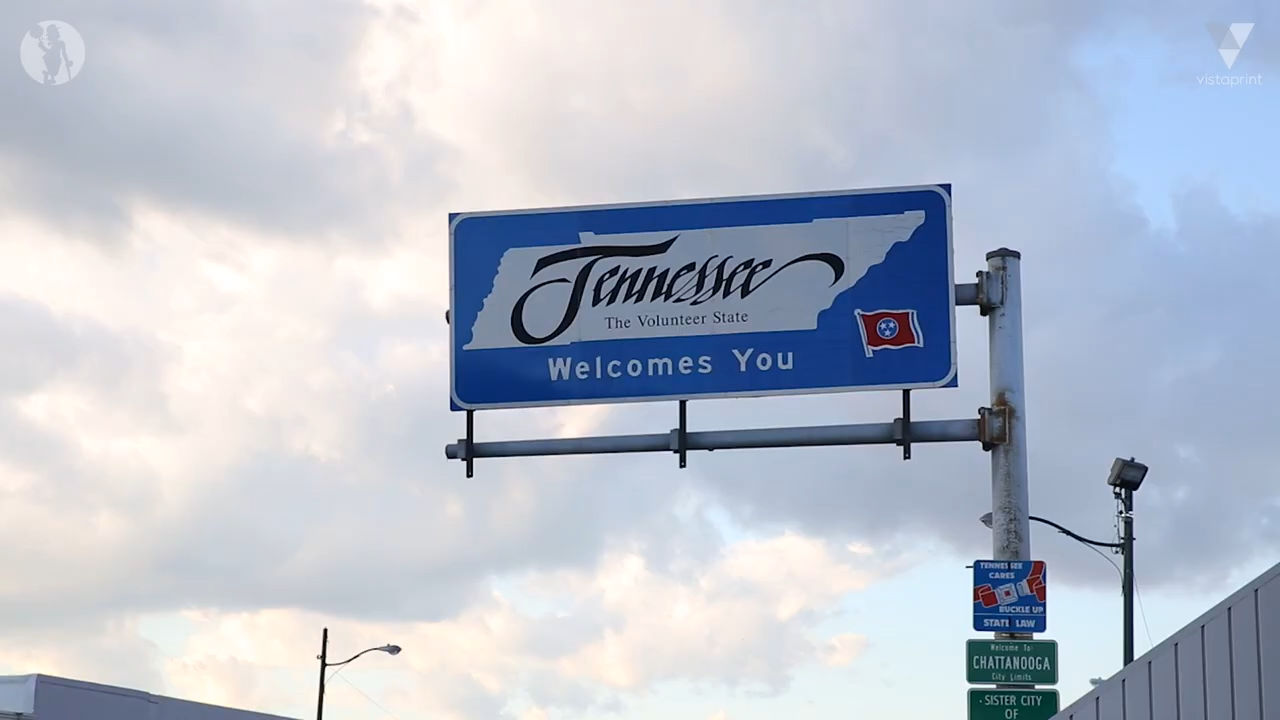 vistaprint
Tennessee
The Volunteer State
Welcomes You
TENNESSEE
CARES
BUCKLE UP
STATE LAW
Welcome To:
CHATTANOOGA
City Limits
SISTER CITY
OF